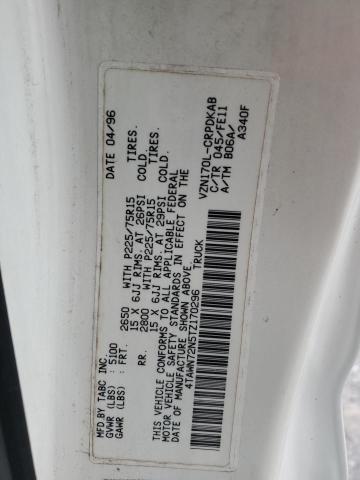 MFD.BY TABC INC. DATE 04/96
GVWR (LBS) : 5100
GAWR (LBS) : FRT. 2650 WITH P225/75R15 TIRES
15 X 6JJ RIMS. AT 26PSI COLD.
RR. 2800 WITH P225/75R15 TIRES
15 X 6JJ RIMS. AT 29PSI COLD.
THIS VEHICLE CONFORMS TO ALL APPLICABLE FEDERAL
MOTOR VEHICLE SAFETY STANDARDS IN EFFECT ON THE
DATE OF MANUFACTURE SHOWN ABOVE.
4TAWN72N5TZ170296 TRUCK
VZN170L-CRPDKAB
C/TR 045/FE11
A/TM B06A/
A340F